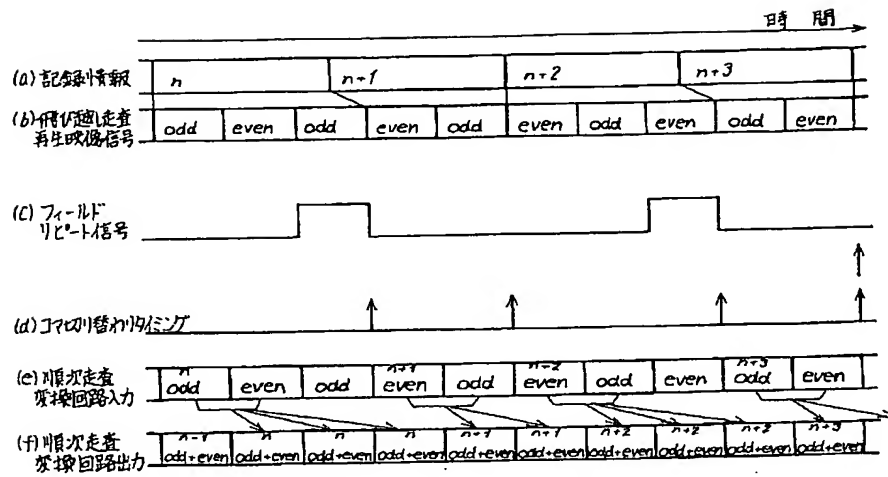 時 間
(a) 記録情報
n n+1 n+2 n+3
(b) 飛び越し走査
再生映像信号
odd even odd even odd even odd even odd even
(c) フィールド
リピート信号
(d) コマ切り替わりタイミング
n n+1 n+2 n+3
(e) 順次走査
変換回路入力
odd even odd even odd even odd even odd even
(f) 順次走査
変換回路出力
n-1 n n n n+1 n+1 n+2 n+2 n+2 n+3
odd+even odd+even odd+even odd+even odd+even odd+even odd+even odd+even odd+even odd+even